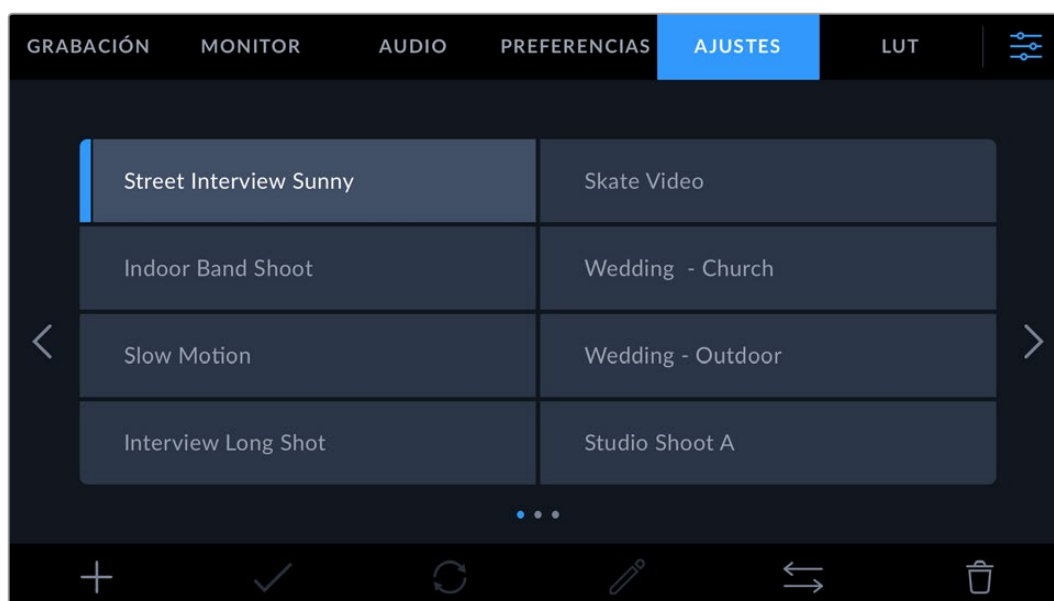 GRABACIÓN MONITOR AUDIO PREFERENCIAS AJUSTES LUT
Street Interview Sunny Skate Video
Indoor Band Shoot Wedding - Church
Slow Motion Wedding - Outdoor
Interview Long Shot Studio Shoot A